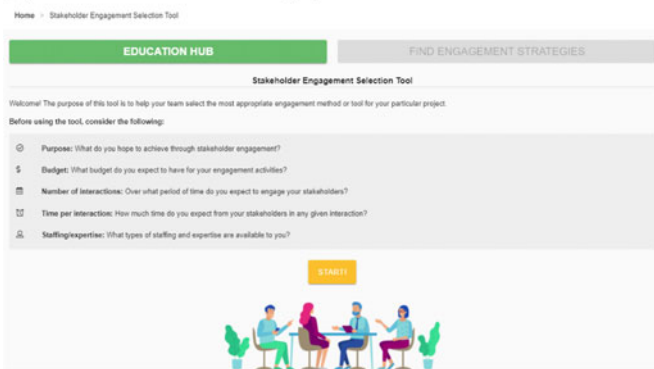 Home > Stakeholder Engagement Selection Tool
EDUCATION HUB
FIND ENGAGEMENT STRATEGIES
Stakeholder Engagement Selection Tool
Welcome! The purpose of this tool is to help your team select the most appropriate engagement method or tool for your particular project.
Before using the tool, consider the following:
Purpose: What do you hope to achieve through stakeholder engagement?
$ Budget: What budget do you expect to have for your engagement activities?
Number of interactions: Over what period of time do you expect to engage your stakeholders?
Time per interaction: How much time do you expect from your stakeholders in any given interaction?
Staffing/expertise: What types of staffing and expertise are available to you?
START!